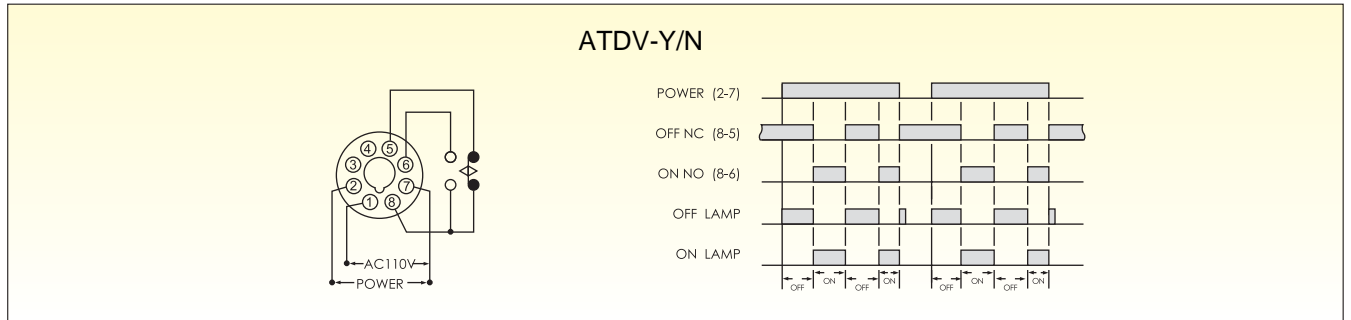 ATDV-Y/N
4 5
3 6
2 7
1 8
AC110V
POWER
POWER (2-7)
OFF NC (8-5)
ON NO (8-6)
OFF LAMP
ON LAMP
OFF ON OFF ON OFF ON OFF ON